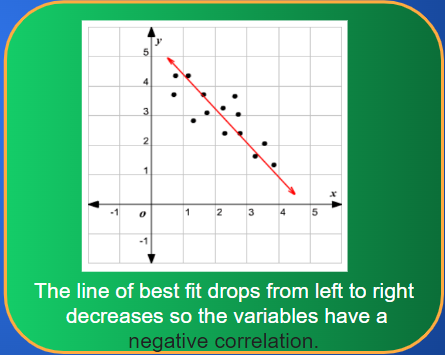 y
5
4
3
2
1
x
-1 o 1 2 3 4 5
-1
The line of best fit drops from left to right
decreases so the variables have a
negative correlation.